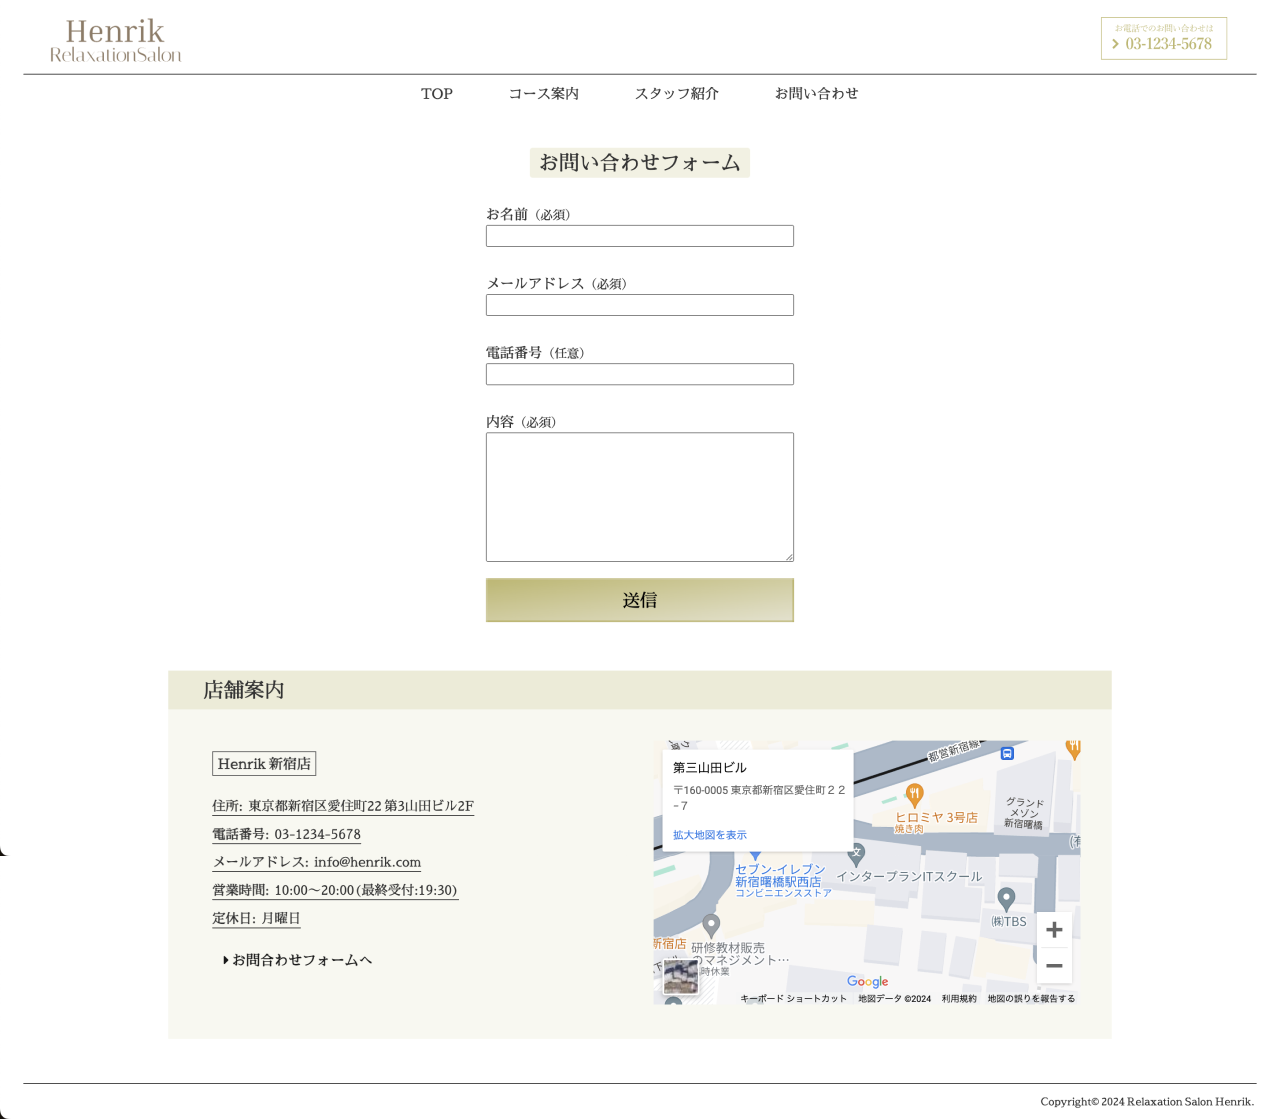 Henrik
RelaxationSalon
お電話でのお問い合わせは
03-1234-5678
TOP
コース案内
スタッフ紹介
お問い合わせ
お問い合わせフォーム
お名前（必須）
メールアドレス（必須）
電話番号（任意）
内容（必須）
送信
店舗案内
Henrik 新宿店
住所: 東京都新宿区愛住町22 第3山田ビル2F
電話番号: 03-1234-5678
メールアドレス: info@henrik.com
営業時間: 10:00〜20:00(最終受付:19:30)
定休日: 月曜日
お問合わせフォームへ
第三山田ビル
〒160-0005 東京都新宿区愛住町２２
−７
拡大地図を表示
都営新宿線
ヒロミヤ 3号店
焼き肉
グランド
メゾン
新宿曙橋
セブン-イレブン
新宿曙橋駅西店
コンビニエンスストア
インタープランITスクール
㈱TBS
新宿店
研修教材販売
のマネジメント…
時休業
Google
キーボード ショートカット
地図データ ©2024
利用規約
地図の誤りを報告する
Copyright© 2024 Relaxation Salon Henrik.